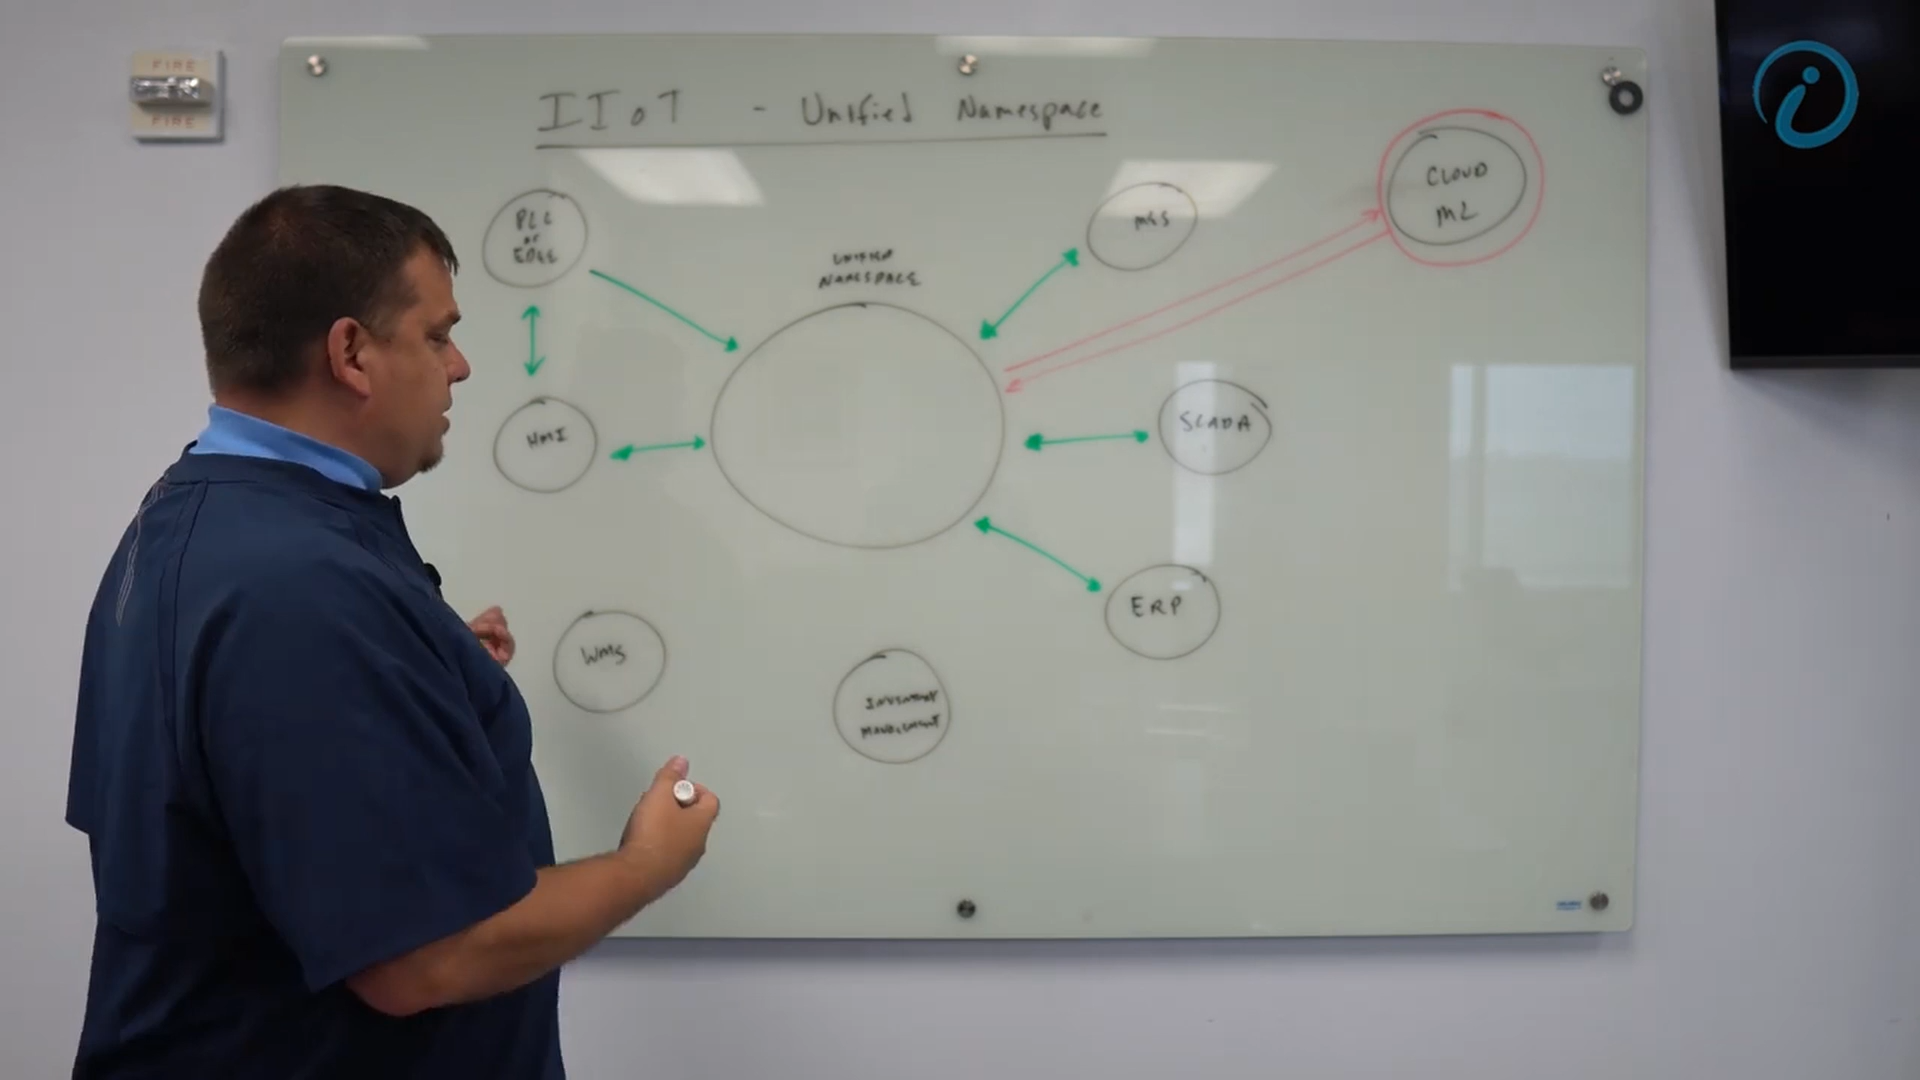 FIRE
FIRE
IIoT - Unified Namespace
PLC
or
EDGE
UNIFIED
NAMESPACE
MES
CLOUD
ML
HMI
SCADA
ERP
WMS
INVENTORY
MANAGEMENT